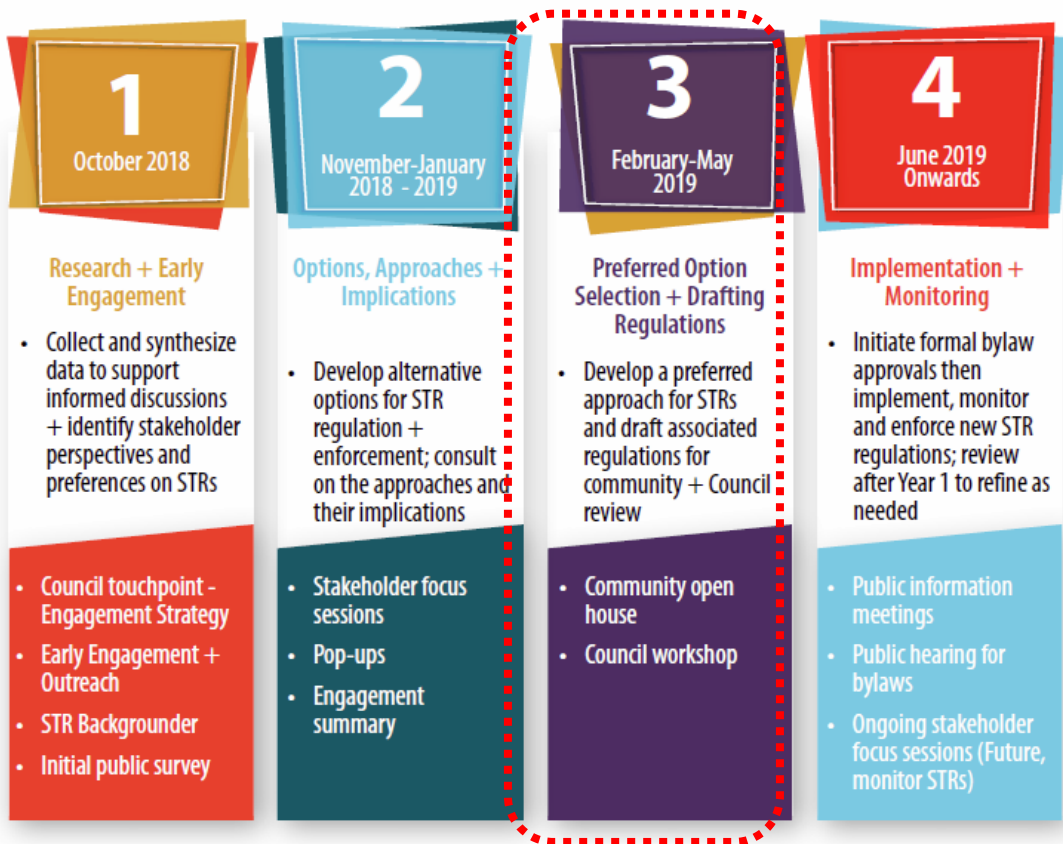 1
October 2018
Research + Early
Engagement
• Collect and synthesize
data to support
informed discussions
+ identify stakeholder
perspectives and
preferences on STRs
• Council touchpoint -
Engagement Strategy
• Early Engagement +
Outreach
• STR Backgrounder
• Initial public survey
2
November-January
2018 - 2019
Options, Approaches +
Implications
• Develop alternative
options for STR
regulation +
enforcement; consult
on the approaches and
their implications
• Stakeholder focus
sessions
• Pop-ups
• Engagement
summary
3
February-May
2019
Preferred Option
Selection + Drafting
Regulations
• Develop a preferred
approach for STRs
and draft associated
regulations for
community + Council
review
• Community open
house
• Council workshop
4
June 2019
Onwards
Implementation +
Monitoring
• Initiate formal bylaw
approvals then
implement, monitor
and enforce new STR
regulations; review
after Year 1 to refine as
needed
• Public information
meetings
• Public hearing for
bylaws
• Ongoing stakeholder
focus sessions (Future,
monitor STRs)